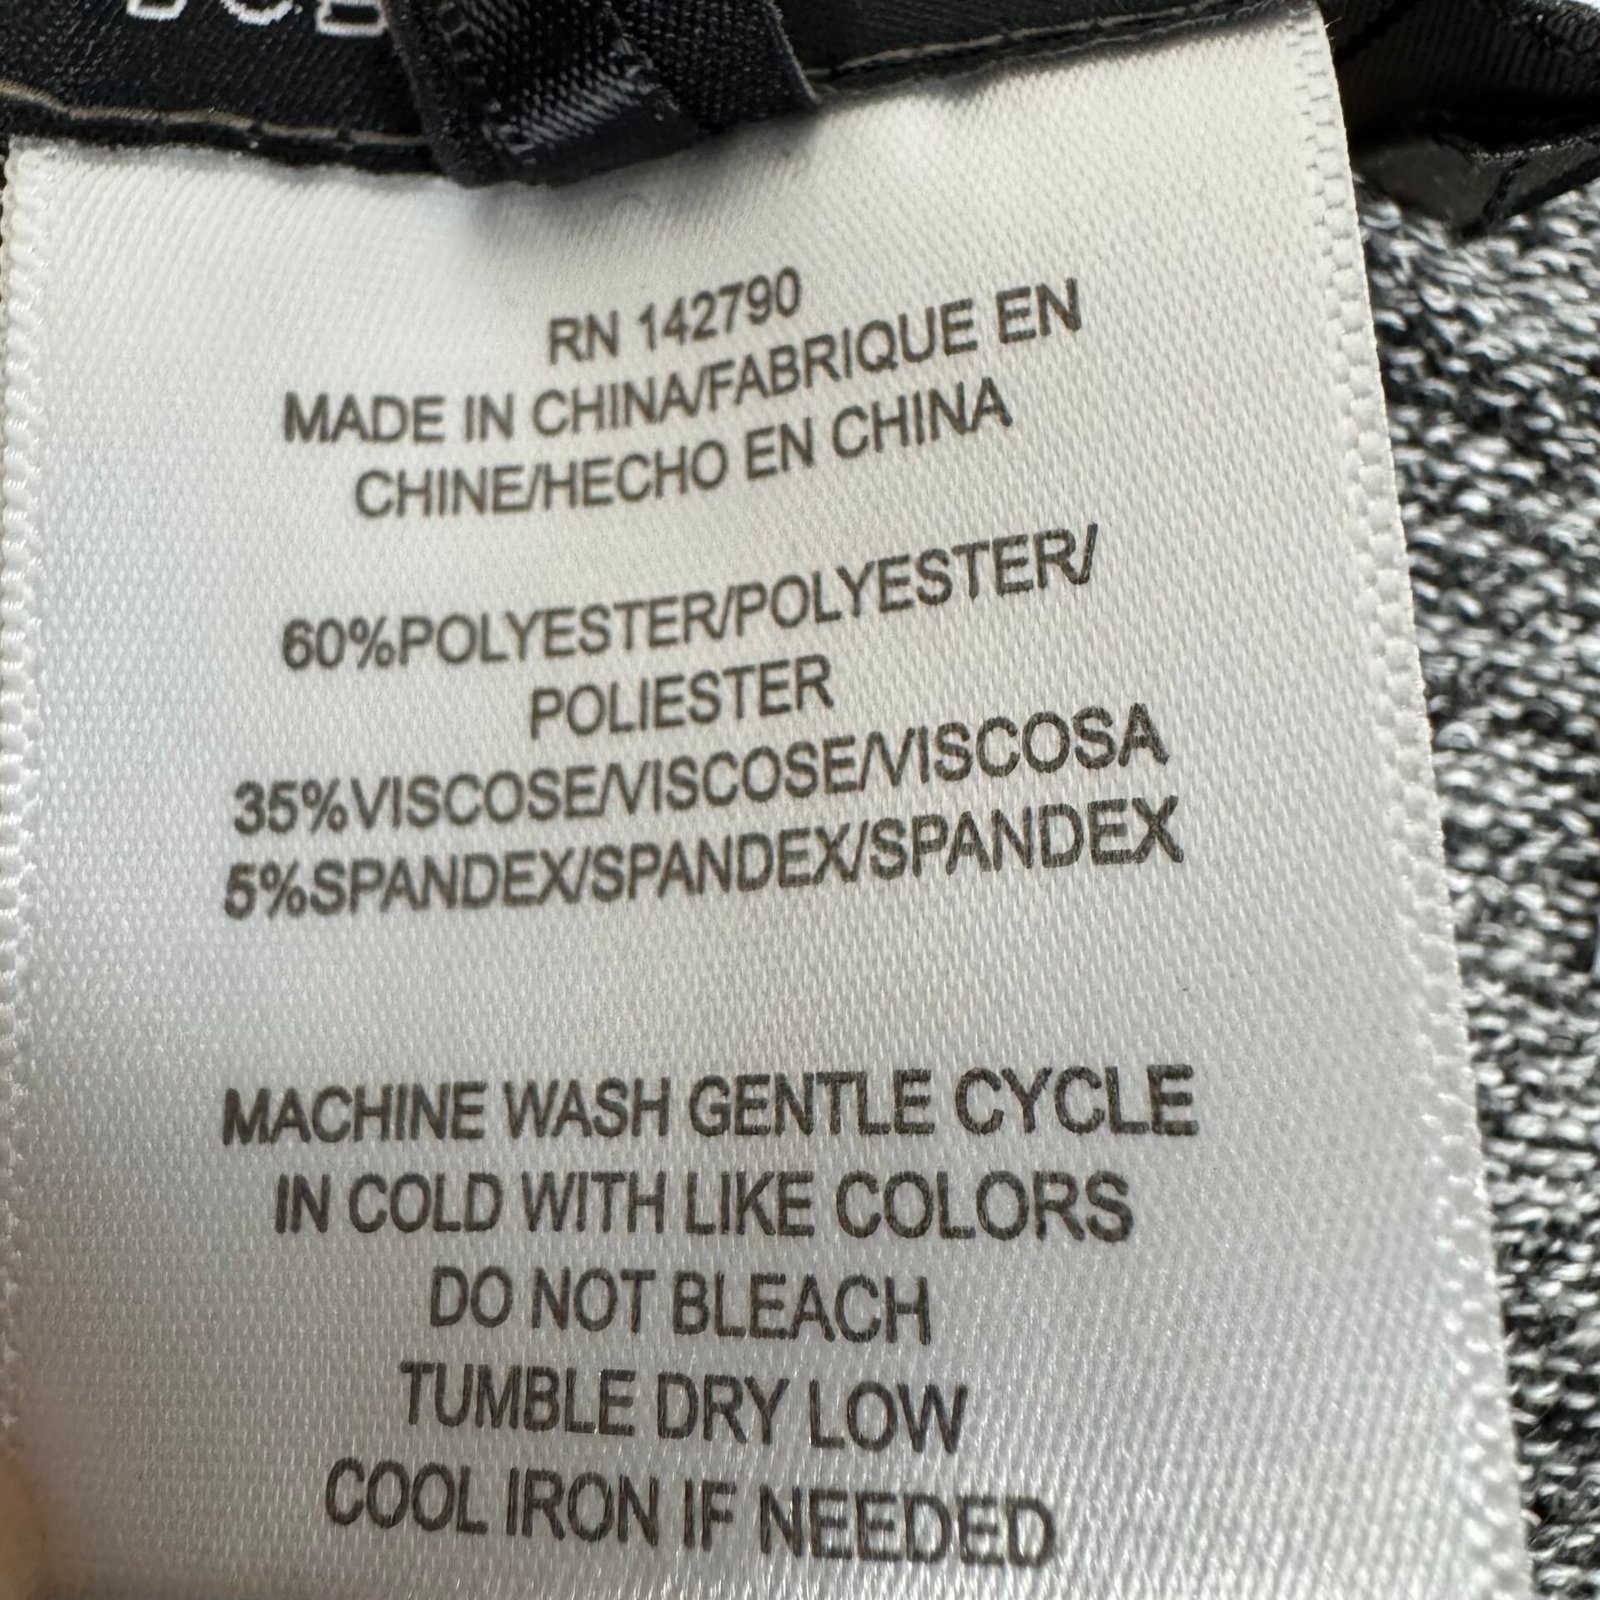 RN 142790
MADE IN CHINA/FABRIQUE EN
CHINE/HECHO EN CHINA
60%POLYESTER/POLYESTER/
POLIESTER
35%VISCOSE/VISCOSE/VISCOSA
5%SPANDEX/SPANDEX/SPANDEX
MACHINE WASH GENTLE CYCLE
IN COLD WITH LIKE COLORS
DO NOT BLEACH
TUMBLE DRY LOW
COOL IRON IF NEEDED